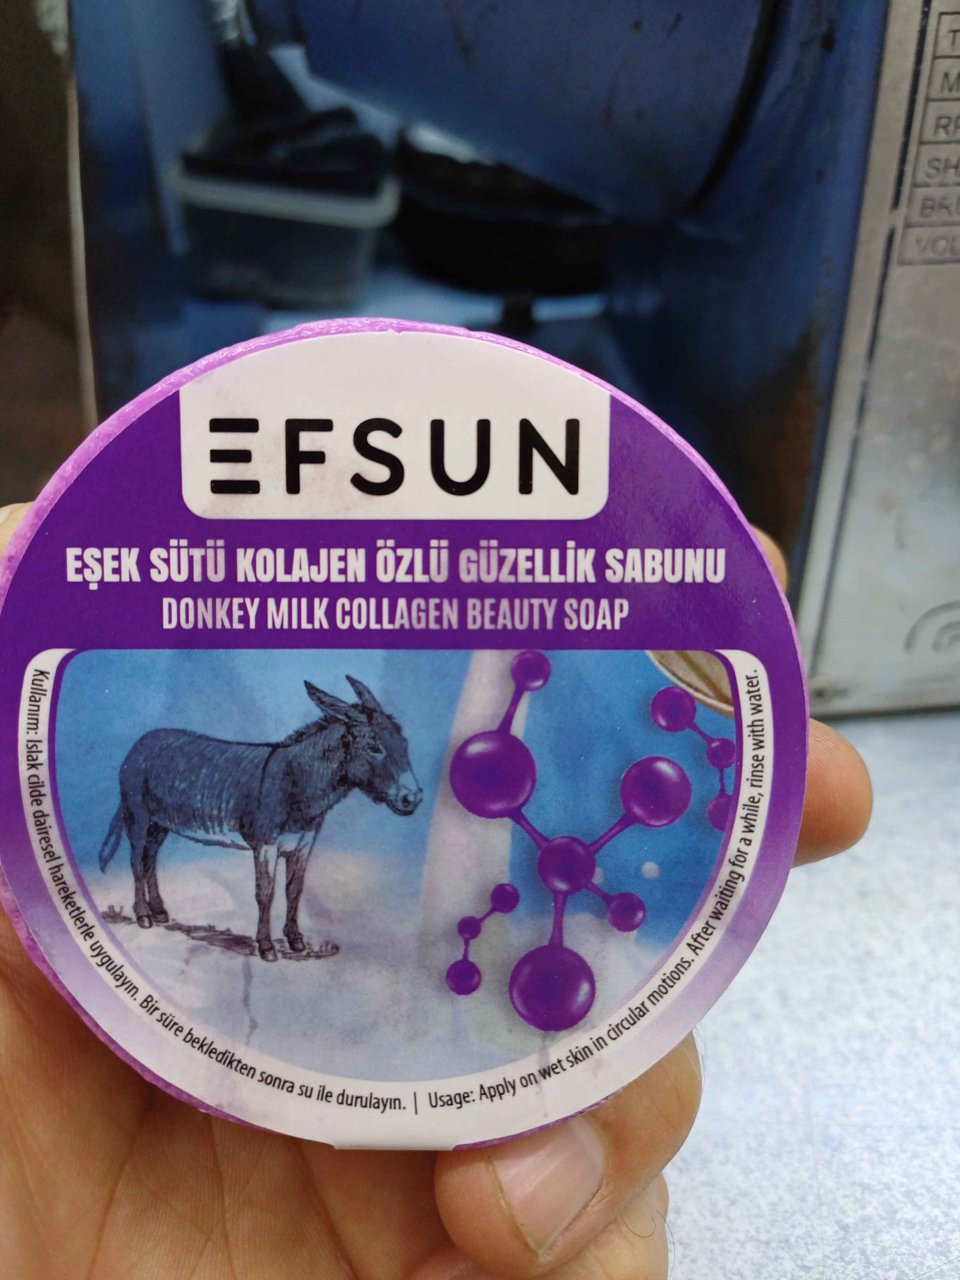 EFSUN
EŞEK SÜTÜ KOLAJEN ÖZLÜ GÜZELLİK SABUNU
DONKEY MILK COLLAGEN BEAUTY SOAP
Kullanım: Islak cilde dairesel hareketlerle uygulayın. Bir süre bekledikten sonra su ile durulayın. | Usage: Apply on wet skin in circular motions. After waiting for a while, rinse with water.